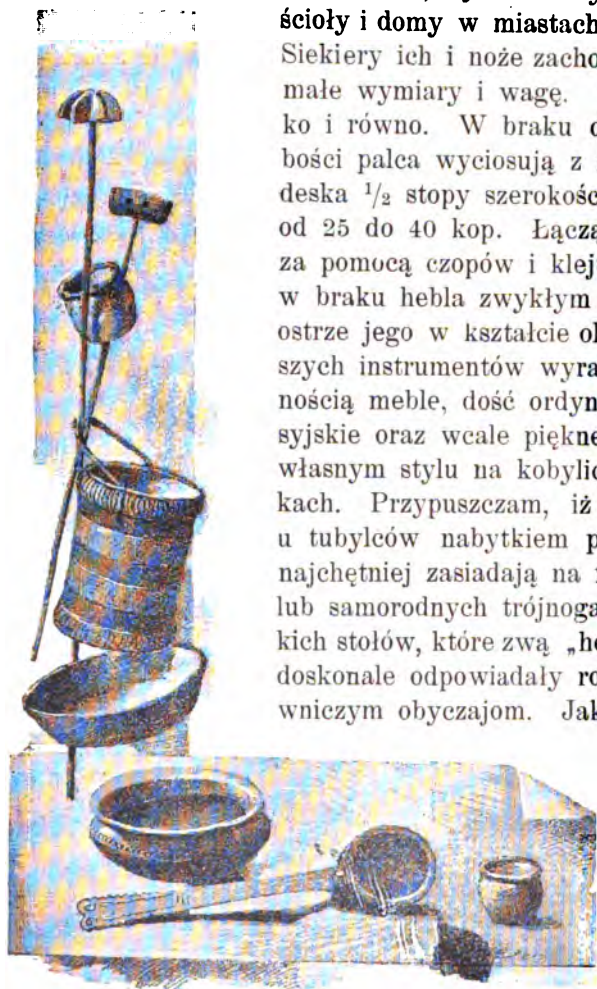 ścioły i domy w miastach
Siekiery ich i noże zacho
małe wymiary i wagę.
ko i równo. W braku
bości palca wyciosują z
deska ¹/₂ stopy szerokośc
od 25 do 40 kop. Łączą
za pomocą czopów i klej
w braku hebla zwykłym
ostrze jego w kształcie
szych instrumentów wyra
nością meble, dość ordyn
syjskie oraz wcale piękne
własnym stylu na kobylic
kach. Przypuszczam, iż
u tubylców nabytkiem
najchętniej zasiadają na
lub samorodnych trójnoga
kich stołów, które zwą „h
doskonale odpowiadały
wniczym obyczajom. Jak